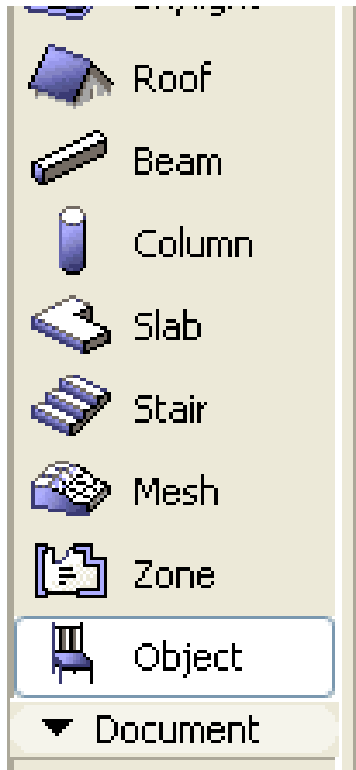 Roof
Beam
Column
Slab
Stair
Mesh
Zone
Object
Document